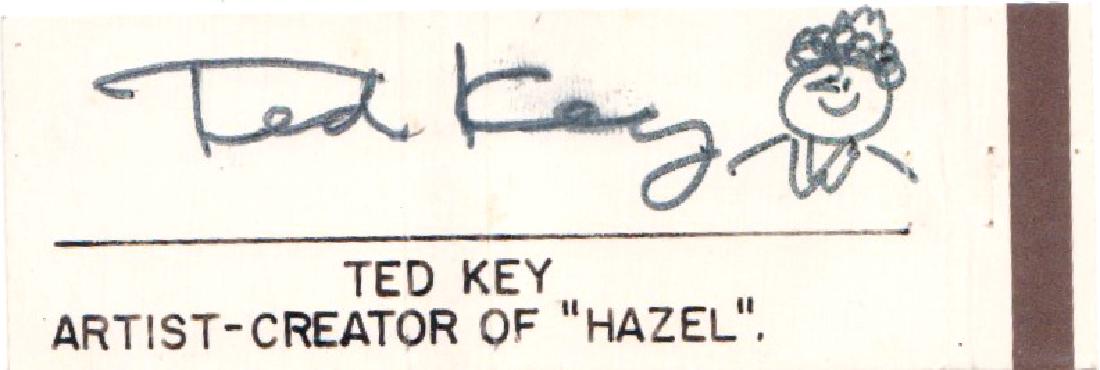 Ted Key
TED KEY
ARTIST-CREATOR OF "HAZEL".